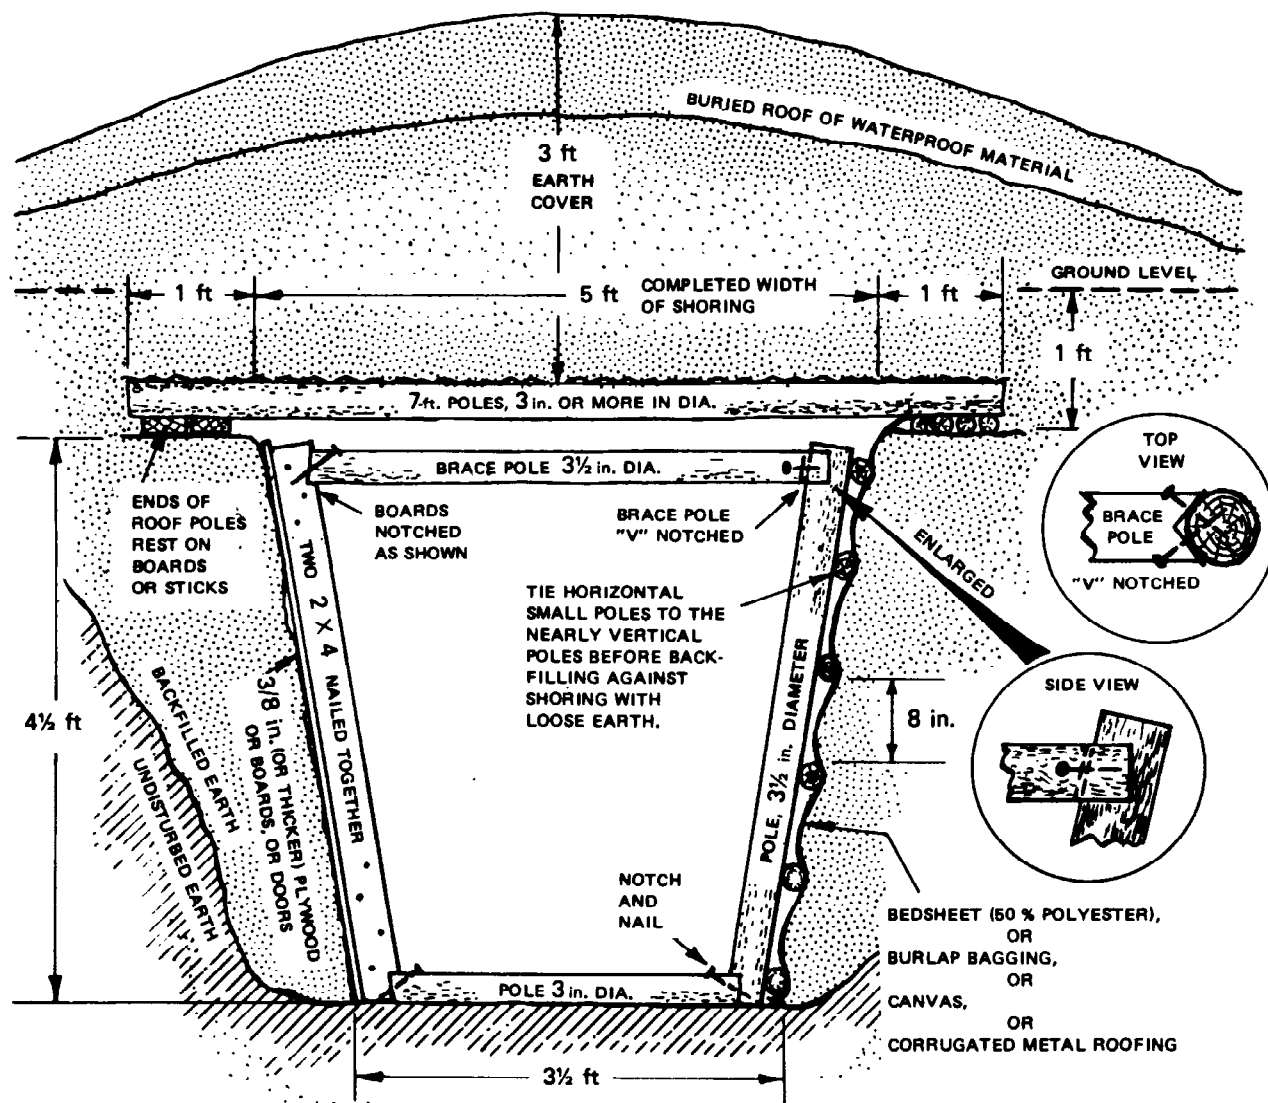 BURIED ROOF OF WATERPROOF MATERIAL
3 ft
EARTH
COVER
GROUND LEVEL
1 ft
5 ft
COMPLETED WIDTH
OF SHORING
1 ft
1 ft
7-ft. POLES, 3 in. OR MORE IN DIA.
TOP
VIEW
BRACE
POLE
"V" NOTCHED
BRACE POLE 3½ in. DIA.
ENDS OF
ROOF POLES
REST ON
BOARDS
OR STICKS
BOARDS
NOTCHED
AS SHOWN
BRACE POLE
"V" NOTCHED
ENLARGED
TWO 2 X 4 NAILED TOGETHER
TIE HORIZONTAL
SMALL POLES TO THE
NEARLY VERTICAL
POLES BEFORE BACK-
FILLING AGAINST
SHORING WITH
LOOSE EARTH.
POLE, 3½ in. DIAMETER
SIDE VIEW
8 in.
4½ ft
BACKFILLED EARTH
UNDISTURBED EARTH
3/8 in. (OR THICKER) PLYWOOD
OR BOARDS, OR DOORS
NOTCH
AND
NAIL
BEDSHEET (50 % POLYESTER),
OR
BURLAP BAGGING,
OR
CANVAS,
OR
CORRUGATED METAL ROOFING
POLE 3 in. DIA.
3½ ft